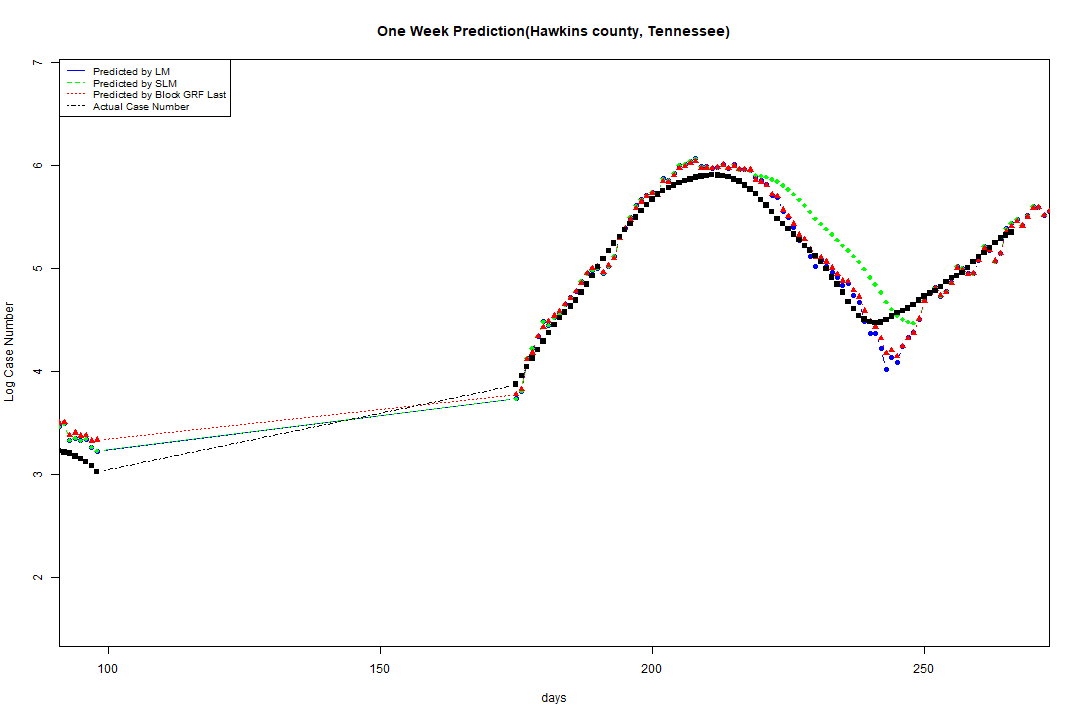 One Week Prediction(Hawkins county, Tennessee)
Predicted by LM
Predicted by SLM
Predicted by Block GRF Last
Actual Case Number
7
6
5
4
3
2
Log Case Number
100 150 200 250
days